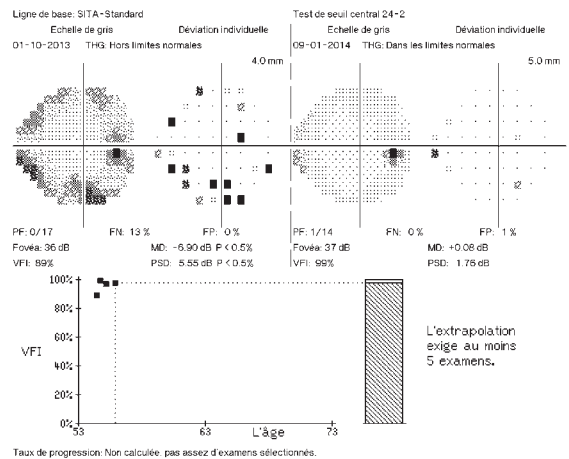 Ligne de base: SITA-Standard Test de seuil central 24-2
Echelle de gris Déviation individuelle Echelle de gris Déviation individuelle
01-10-2013 THG: Hors limites normales 09-01-2014 THG: Dans les limites normales
4.0 mm 5.0 mm
PF: 0/17 FN: 13 % FP: 0% PF: 1/14 FN: 0% FP: 1 %
Fovéa: 36 dB MD: -6.90 dB P < 0.5% Fovéa: 37 dB MD: +0.08 dB
VFI: 89% PSD: 5.55 dB P < 0.5% VFI: 99% PSD: 1.76 dB
100%
80%
60%
VFI
40%
20%
0%
53 63 L'âge 73
L'extrapolation
exige au moins
5 examens.
Taux de progression: Non calculée, pas assez d'examens sélectionnés.